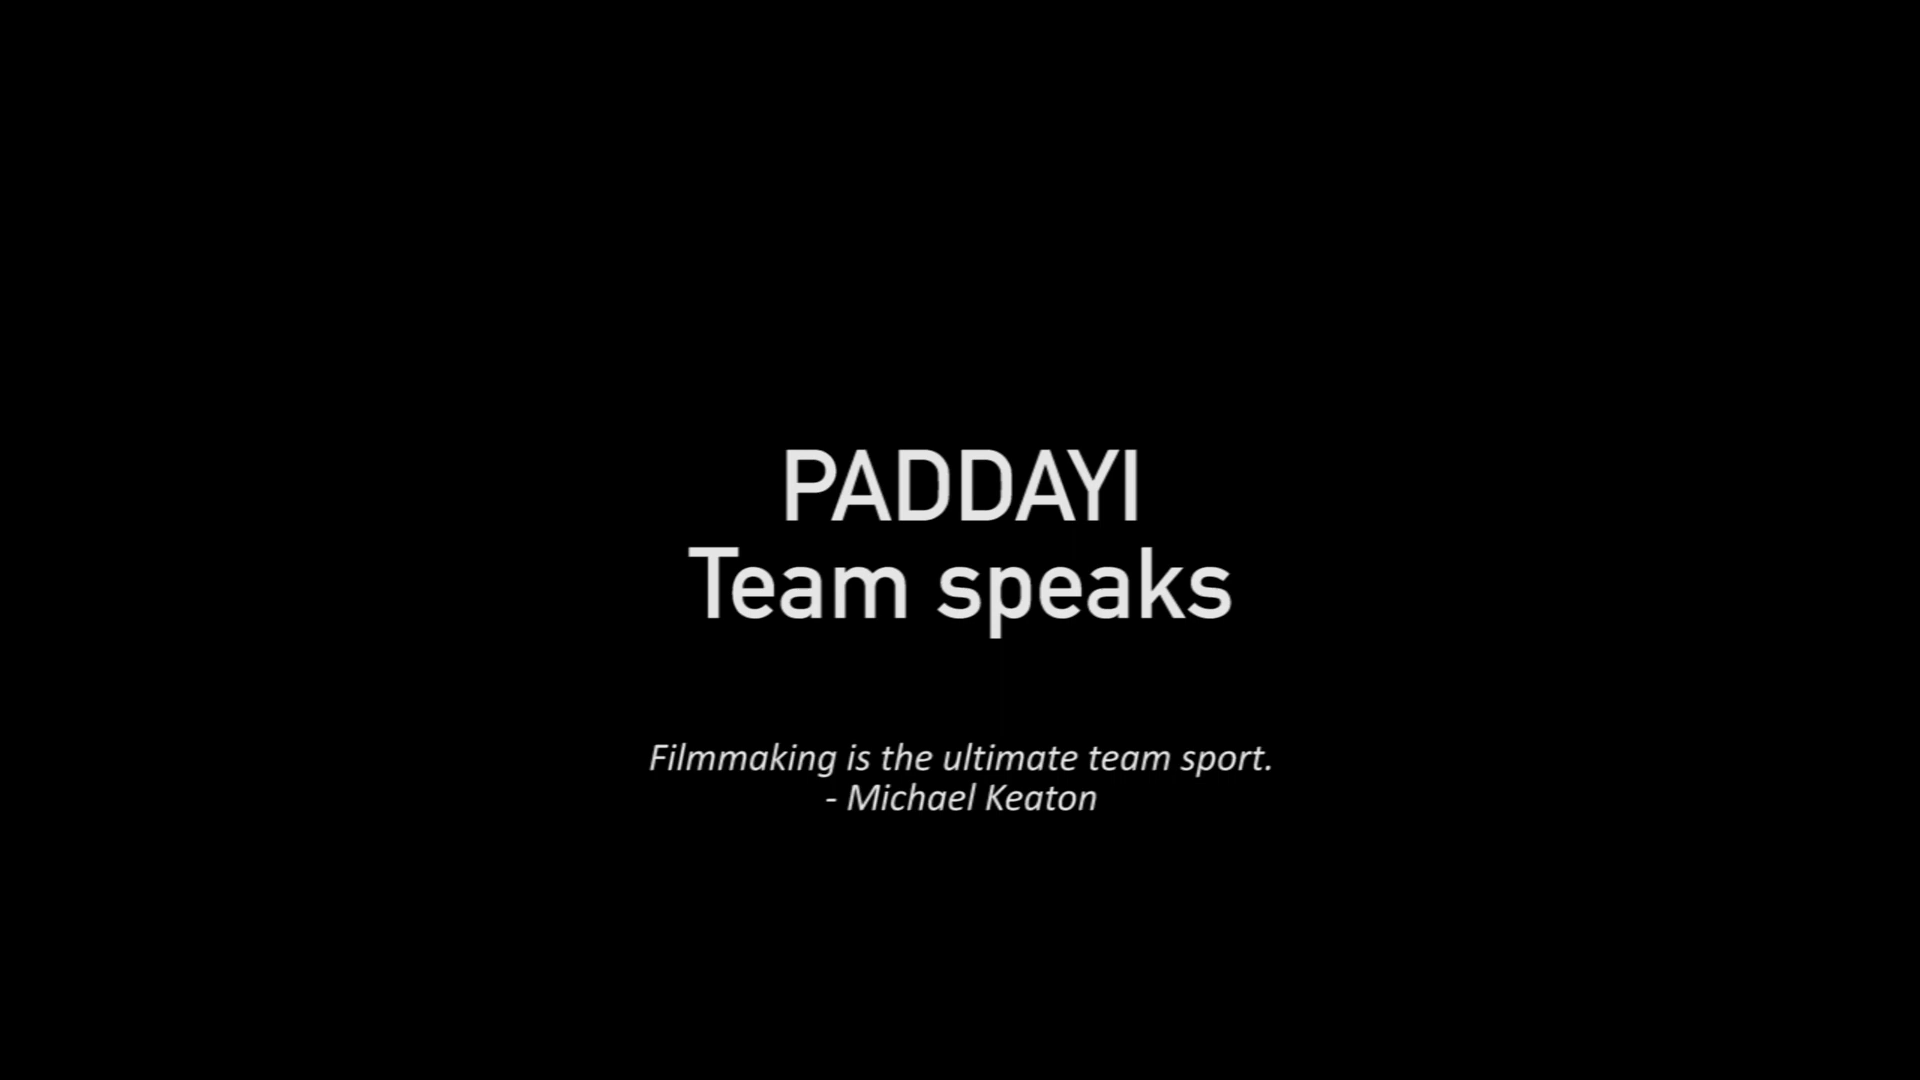 PADDAYI
Team speaks
Filmmaking is the ultimate team sport.
- Michael Keaton